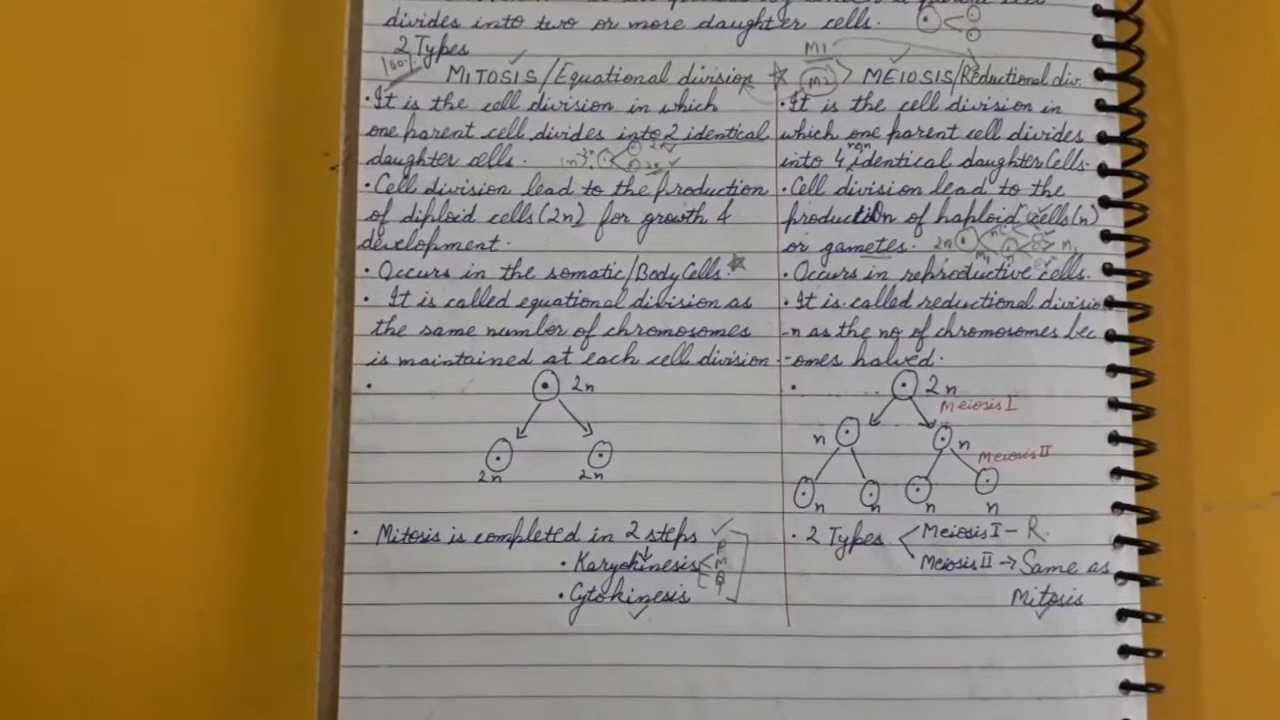 divides into two or more daughter cells.
2 Types
100%
MITOSIS/Equational division
• It is the cell division in which
one parent cell divides into 2 identical
daughter cells.
• Cell division lead to the production
of diploid cells (2n) for growth &
development.
• Occurs in the somatic/Body Cells.
• It is called equational division as
the same number of chromosomes
is maintained at each cell division.
2n
2n 2n
• Mitosis is completed in 2 steps
• Karyokinesis
• Cytokinesis
M1
M2
MEIOSIS/Reductional div.
• It is the cell division in
which one parent cell divides
non
into 4 identical daughter Cells.
• Cell division lead to the
production of haploid cells (n)
or gametes. 2n
• Occurs in reproductive cells.
• It is called reductional divisio
-n as the no of chromosomes bec
-omes halved.
2n
Meiosis I
n n
Meiosis II
n n n n
• 2 Types Meiosis I - R.
Meiosis II → Same as
Mitosis